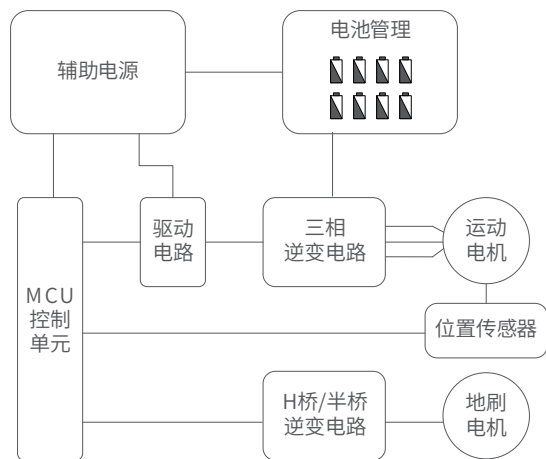 辅助电源
电池管理
驱动
电路
三相
逆变电路
运动
电机
MCU
控制
单元
位置传感器
H桥/半桥
逆变电路
地刷
电机